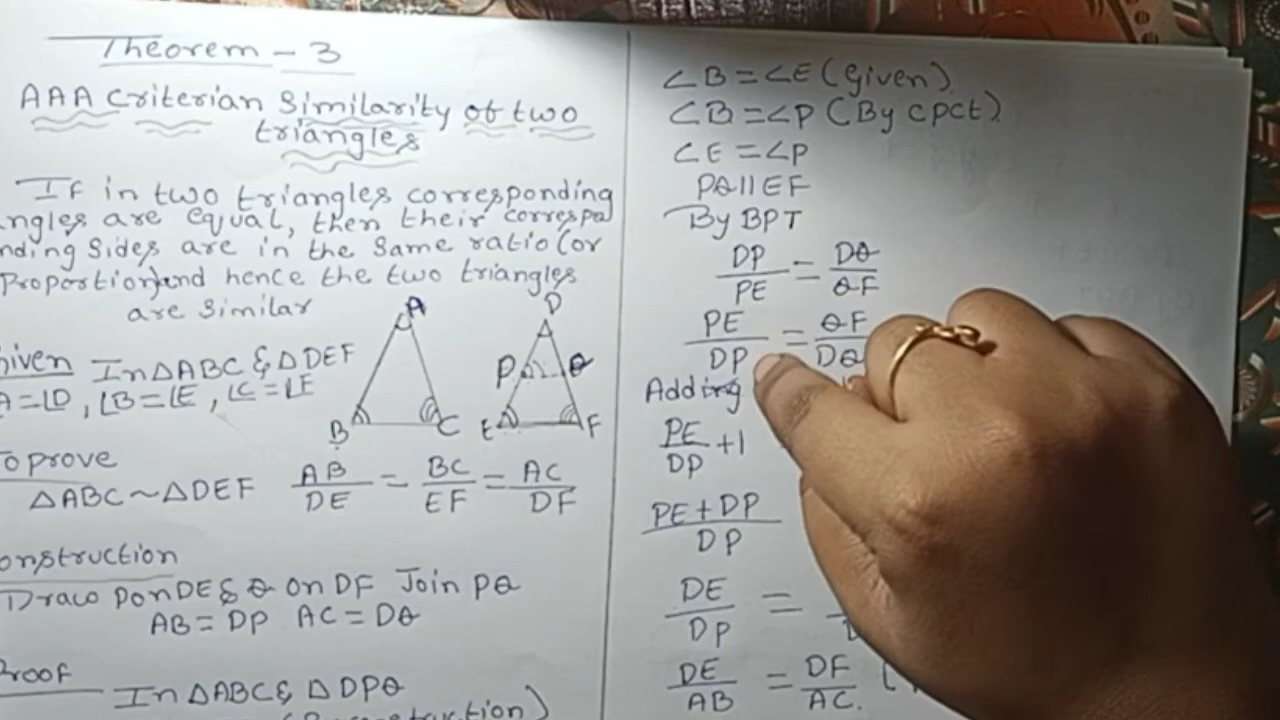 Theorem - 3
AAA Criterian Similarity of two
triangles
If in two triangles corresponding
angles are equal, then their correspo
nding sides are in the same ratio (or
Proportion) and hence the two triangles
are similar
Given In △ABC & △DEF
A = ∠D, ∠B = ∠E, ∠C = ∠F
A
B
C
D
P
Q
E
F
To prove
△ABC ~ △DEF AB/DE = BC/EF = AC/DF
onstruction
Draw P on DE & Q on DF Join PQ
AB = DP AC = DQ
Proof
In △ABC & △DPQ
∠B = ∠E (Given)
∠B = ∠P (By CPCT)
∠E = ∠P
PQ || EF
By BPT
DP/PE = DQ/QF
PE/DP = QF/DQ
Adding
PE/DP + 1
PE + DP/DP
DE/DP =
DE/AB = DF/AC.